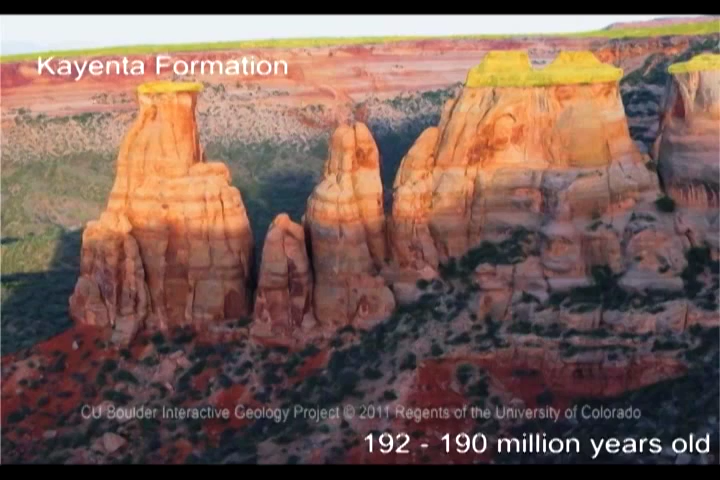 Kayenta Formation
CU Boulder Interactive Geology Project © 2011 Regents of the University of Colorado
192 - 190 million years old